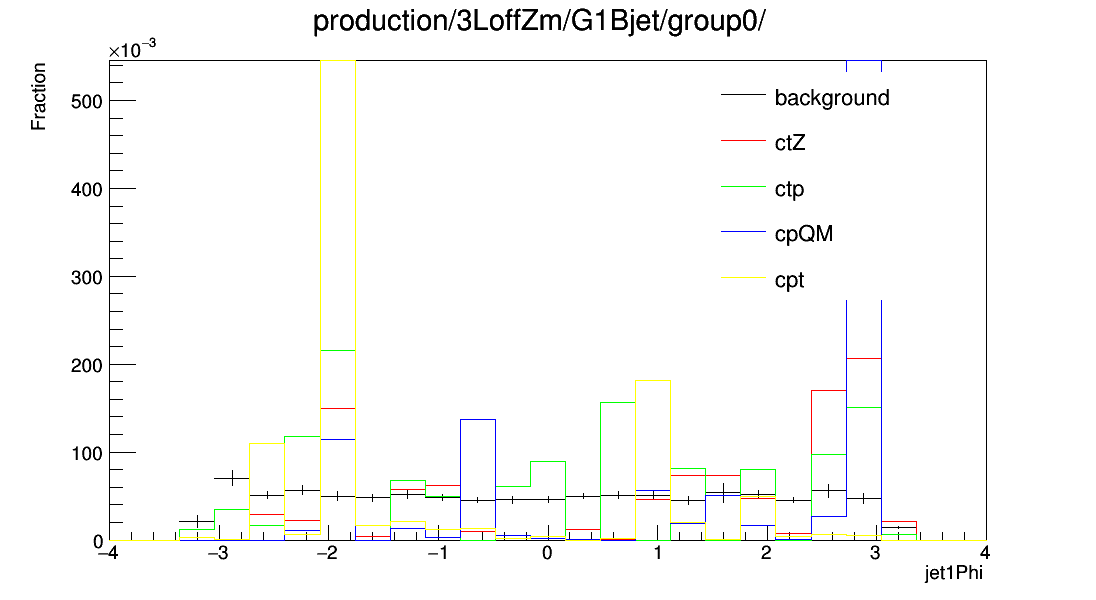 production/3LoffZm/G1Bjet/group0/
×10⁻³
Fraction
500
400
300
200
100
0
background
ctZ
ctp
cpQM
cpt
−4 −3 −2 −1 0 1 2 3 4
jet1Phi